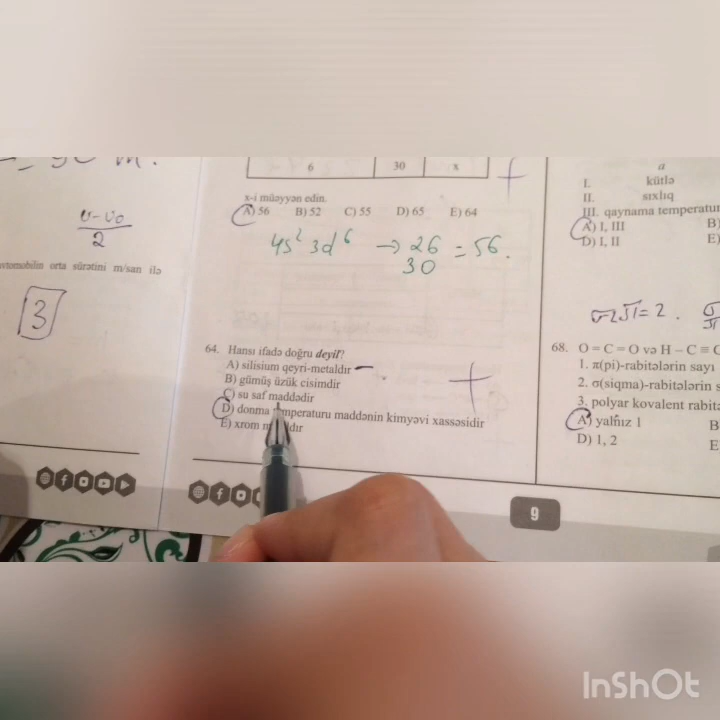 υ-υ₀
2
avtomobilin orta sürətini m/san ilə
3
6 30 x
x-i müəyyən edin.
A) 56 B) 52 C) 55 D) 65 E) 64
4s² 3d⁶ → 26 = 56.
30
64. Hansı ifadə doğru deyil?
A) silisium qeyri-metaldır
B) gümüş üzük cisimdir
C) su saf maddədir
D) donma temperaturu maddənin kimyəvi xassəsidir
E) xrom
9
a
I. kütlə
II. sıxlıq
III. qaynama temperatur
A) I, III B)
D) I, II E)
68. O = C = O və H – C ≡ C
1. π(pi)-rabitələrin sayı
2. σ(siqma)-rabitələrin s
3. polyar kovalent rabitə
A) yalnız 1 B
D) 1, 2 E
InShOt